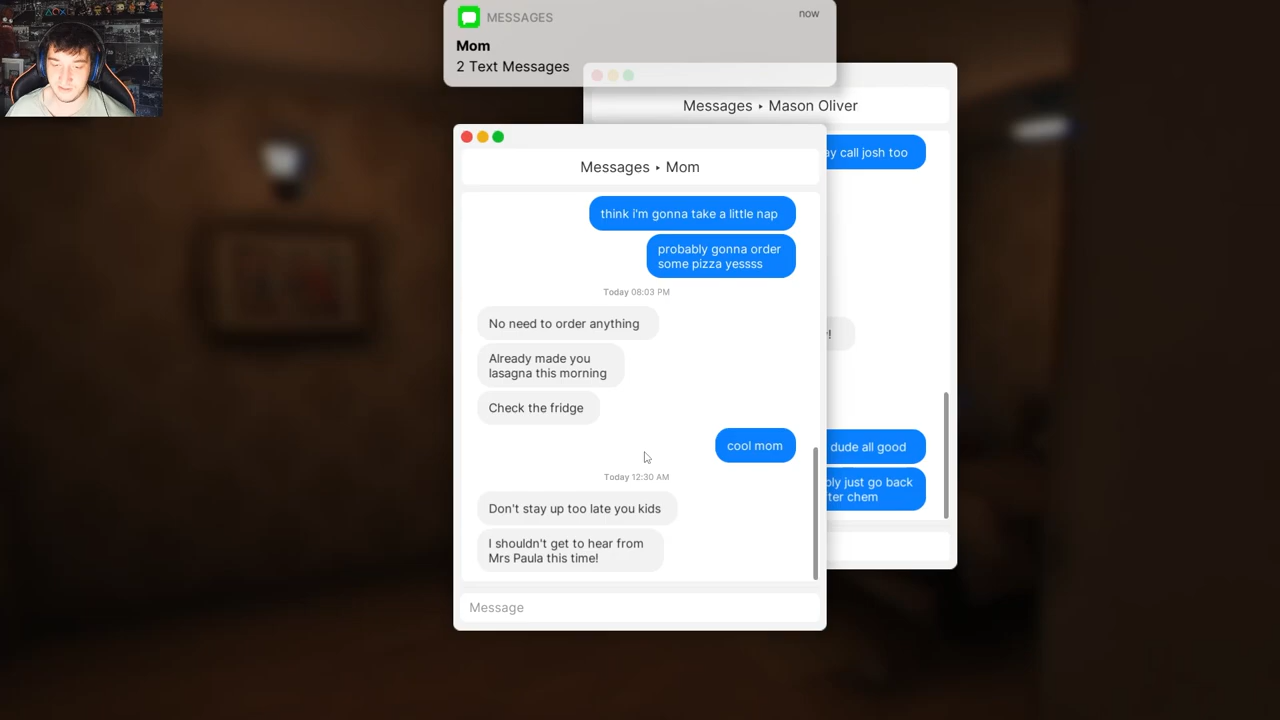 MESSAGES
now
Mom
2 Text Messages
Messages ‣ Mason Oliver
ay call josh too
dude all good
bly just go back
ter chem
Messages ‣ Mom
think i'm gonna take a little nap
probably gonna order
some pizza yessss
Today 08:03 PM
No need to order anything
Already made you
lasagna this morning
Check the fridge
cool mom
Today 12:30 AM
Don't stay up too late you kids
I shouldn't get to hear from
Mrs Paula this time!
Message